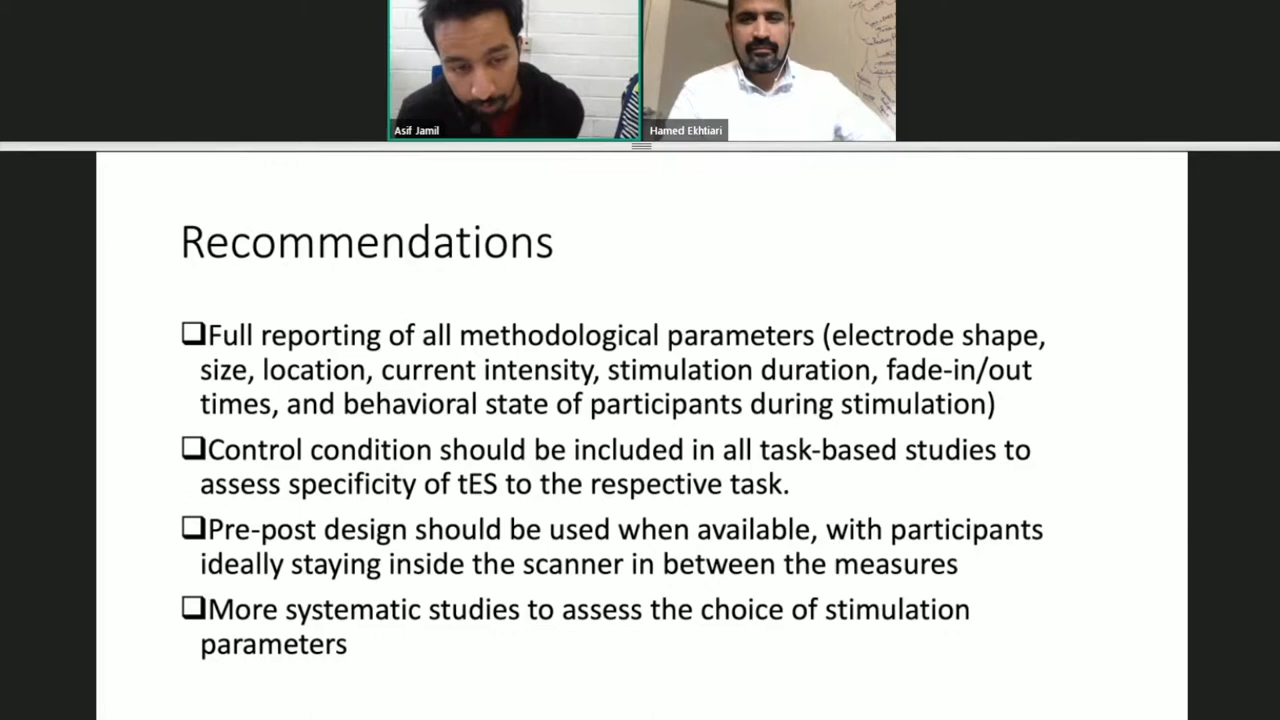 Asif Jamil
Hamed Ekhtiari
Recommendations
❑Full reporting of all methodological parameters (electrode shape,
size, location, current intensity, stimulation duration, fade-in/out
times, and behavioral state of participants during stimulation)
❑Control condition should be included in all task-based studies to
assess specificity of tES to the respective task.
❑Pre-post design should be used when available, with participants
ideally staying inside the scanner in between the measures
❑More systematic studies to assess the choice of stimulation
parameters